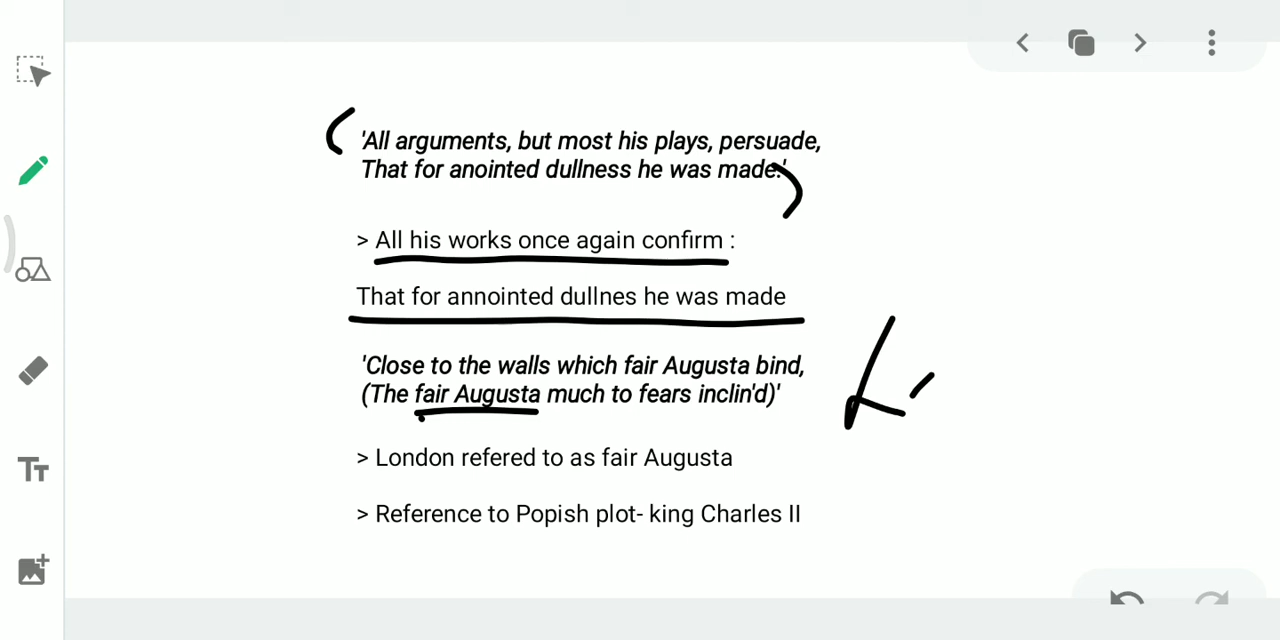 'All arguments, but most his plays, persuade,
That for anointed dullness he was made.'
> All his works once again confirm :
That for annointed dullnes he was made
'Close to the walls which fair Augusta bind,
(The fair Augusta much to fears inclin'd)'
> London refered to as fair Augusta
> Reference to Popish plot- king Charles II
Tт